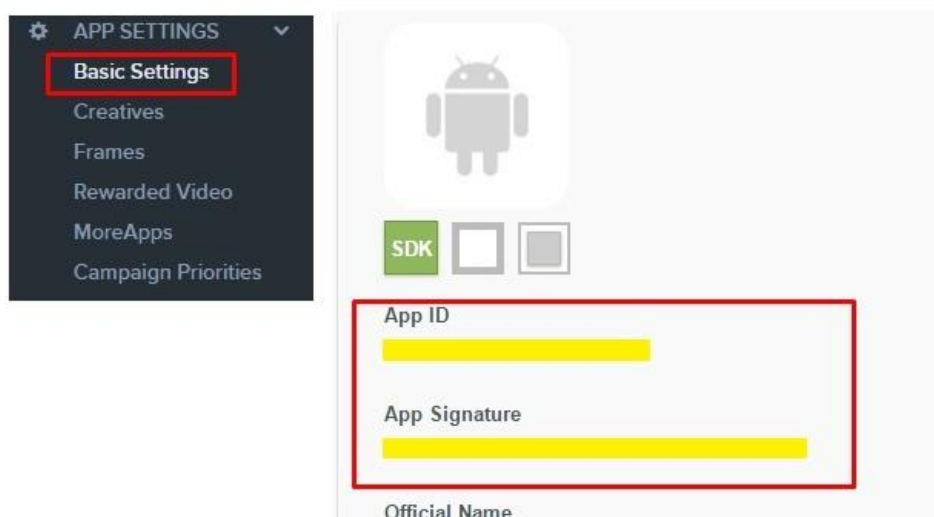 APP SETTINGS
Basic Settings
Creatives
Frames
Rewarded Video
MoreApps
Campaign Priorities
SDK
App ID
App Signature
Official Name